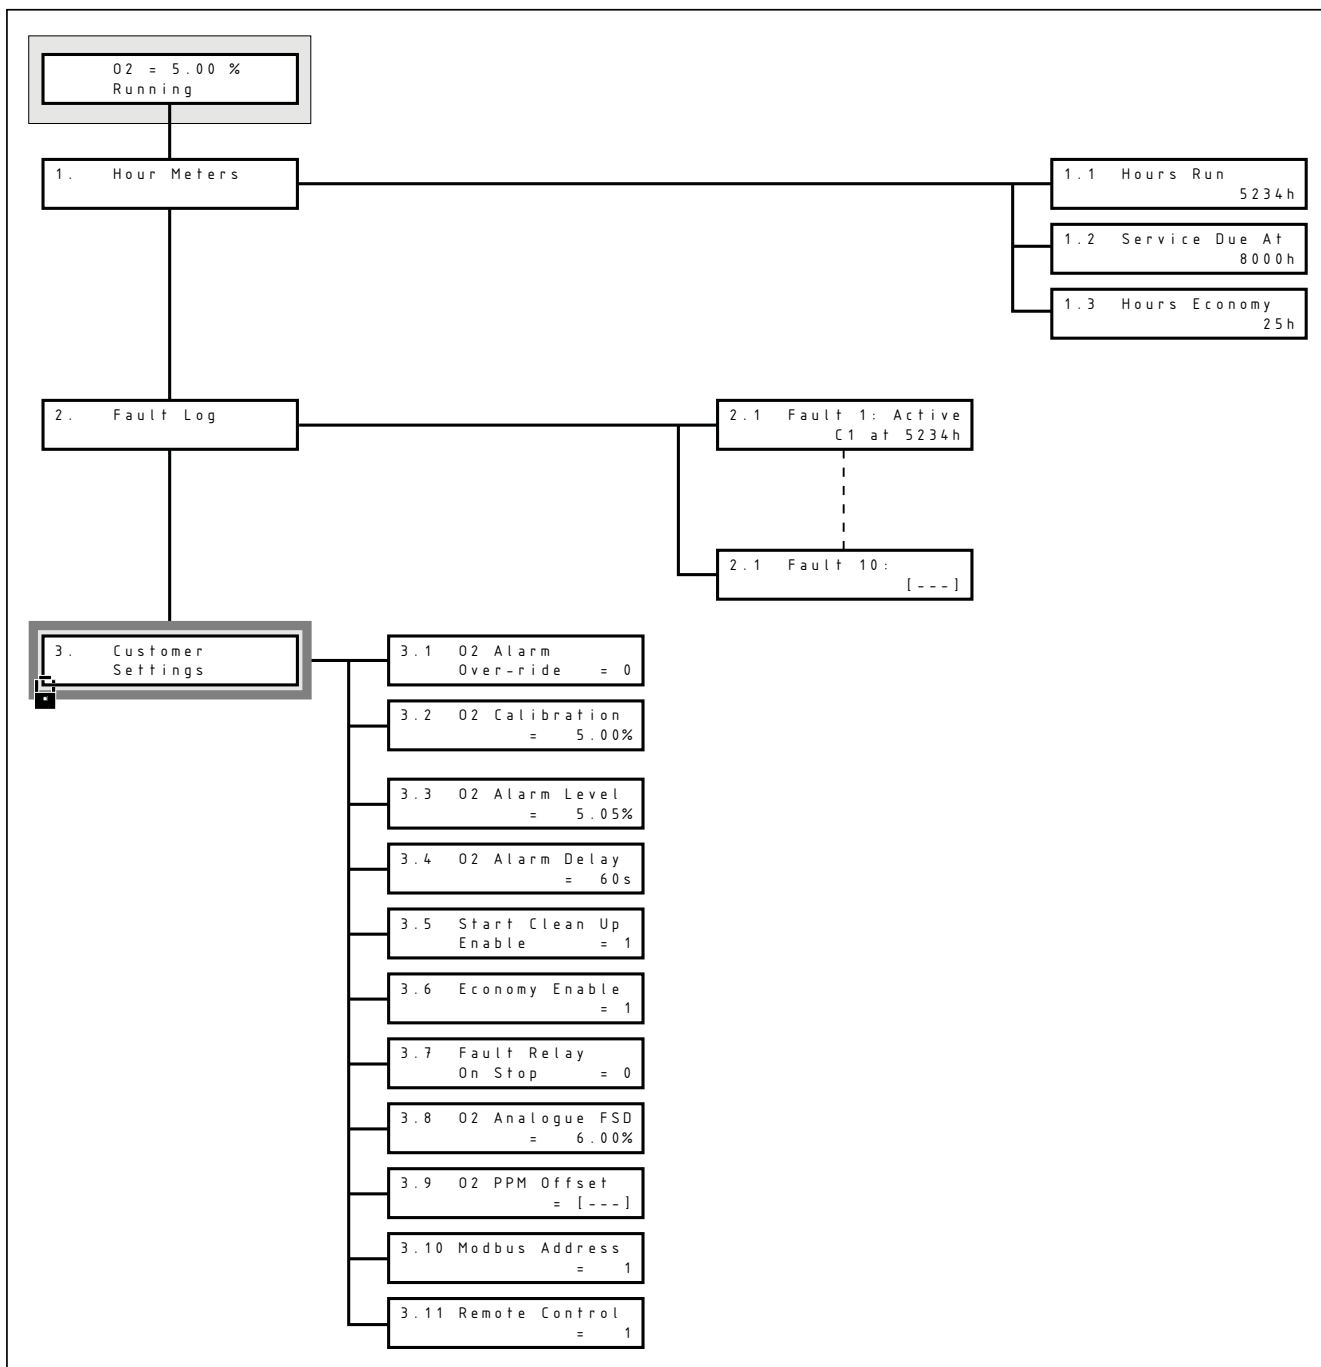 O2 = 5.00 %
Running
1. Hour Meters
1.1 Hours Run
5234h
1.2 Service Due At
8000h
1.3 Hours Economy
25h
2. Fault Log
2.1 Fault 1: Active
C1 at 5234h
2.1 Fault 10:
[---]
3. Customer
Settings
3.1 O2 Alarm
Over-ride = 0
3.2 O2 Calibration
= 5.00%
3.3 O2 Alarm Level
= 5.05%
3.4 O2 Alarm Delay
= 60s
3.5 Start Clean Up
Enable = 1
3.6 Economy Enable
= 1
3.7 Fault Relay
On Stop = 0
3.8 O2 Analogue FSD
= 6.00%
3.9 O2 PPM Offset
= [---]
3.10 Modbus Address
= 1
3.11 Remote Control
= 1